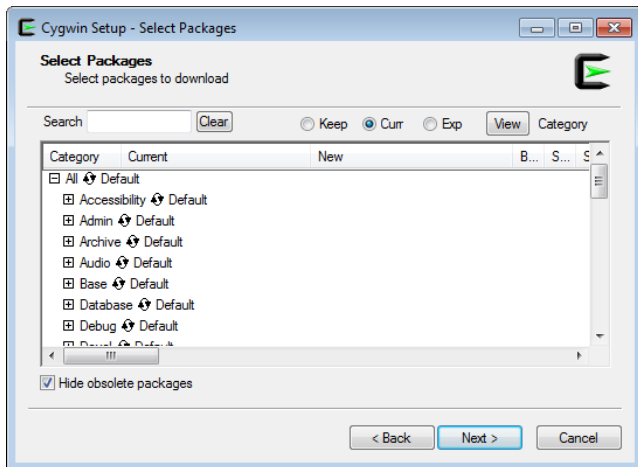 Cygwin Setup - Select Packages
Select Packages
Select packages to download
Search Clear Keep Curr Exp View Category
Category Current New B... S... S
All Default
Accessibility Default
Admin Default
Archive Default
Audio Default
Base Default
Database Default
Debug Default
Hide obsolete packages
< Back Next > Cancel